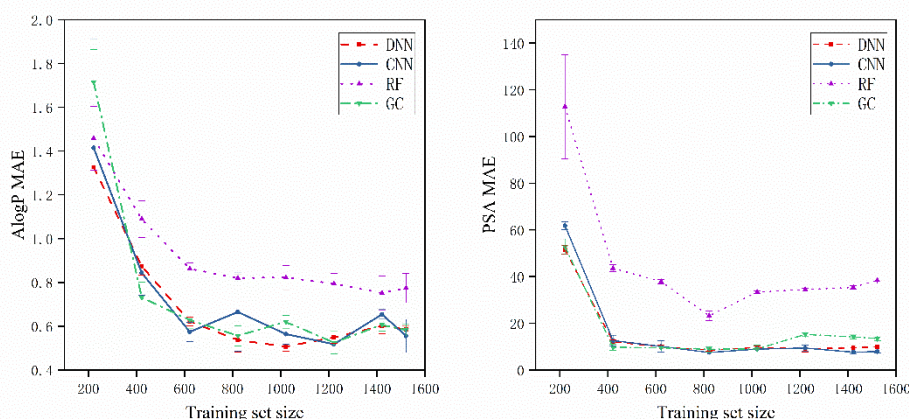 2.0
1.8
1.6
1.4
1.2
1.0
0.8
0.6
0.4
AlogP MAE
200 400 600 800 1000 1200 1400 1600
Training set size
DNN
CNN
RF
GC
140
120
100
80
60
40
20
0
PSA MAE
200 400 600 800 1000 1200 1400 1600
Training set size
DNN
CNN
RF
GC